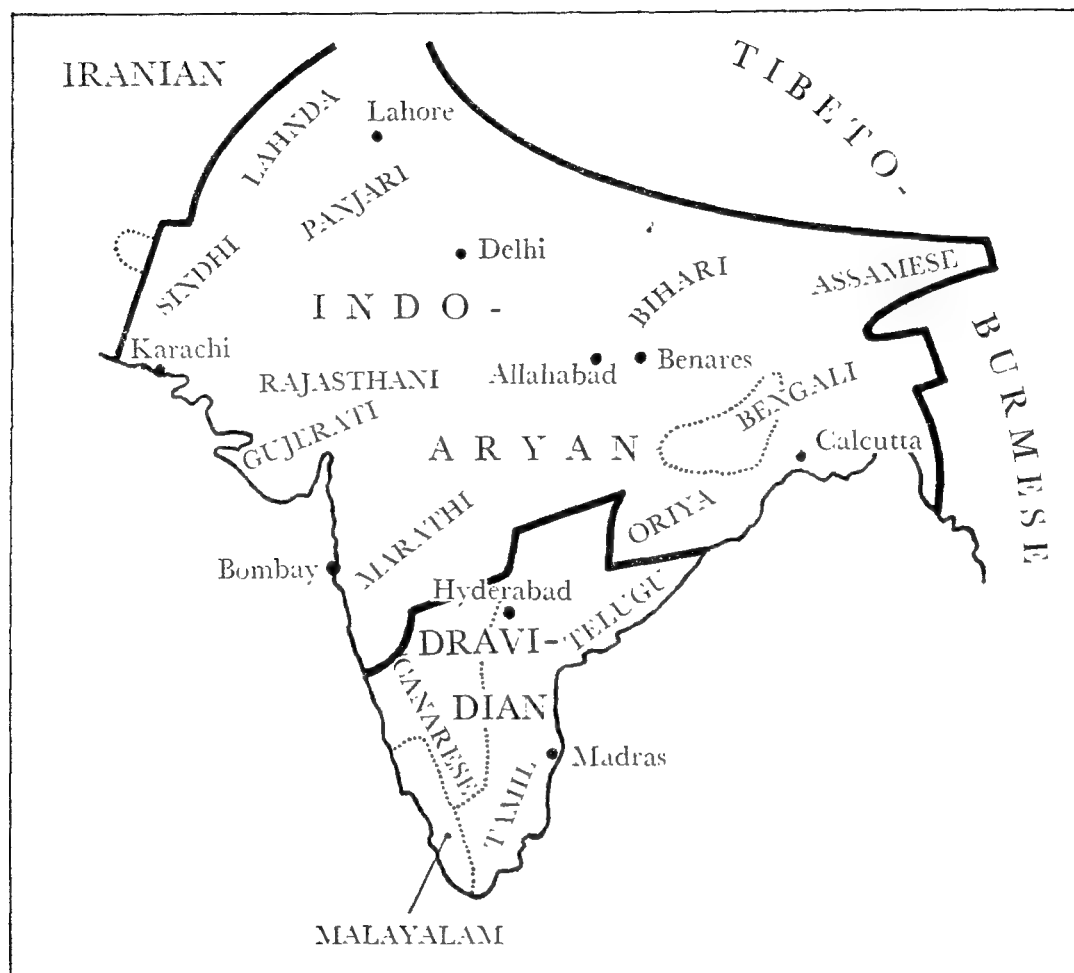 IRANIAN
TIBETO-
BURMESE
LAHNDA
Lahore
PANJARI
SINDHI
Delhi
INDO-
BIHARI
ASSAMESE
Karachi
RAJASTHANI
Allahabad
Benares
GUJERATI
BENGALI
ARYAN
Calcutta
MARATHI
ORIYA
Bombay
Hyderabad
TELUGU
DRAVI-
DIAN
CANARESE
Madras
TAMIL
MALAYALAM